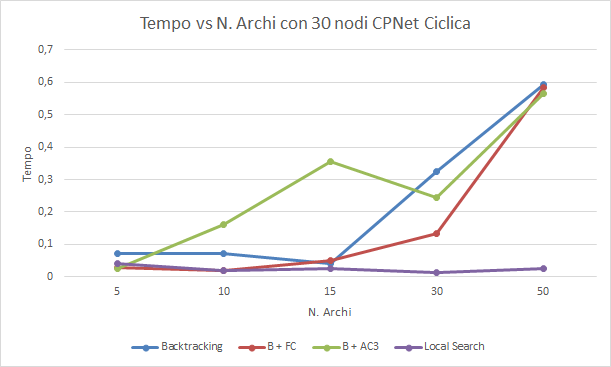 Tempo vs N. Archi con 30 nodi CPNet Ciclica
0,7
0,6
0,5
0,4
0,3
0,2
0,1
0
Tempo
5 10 15 30 50
N. Archi
Backtracking B + FC B + AC3 Local Search